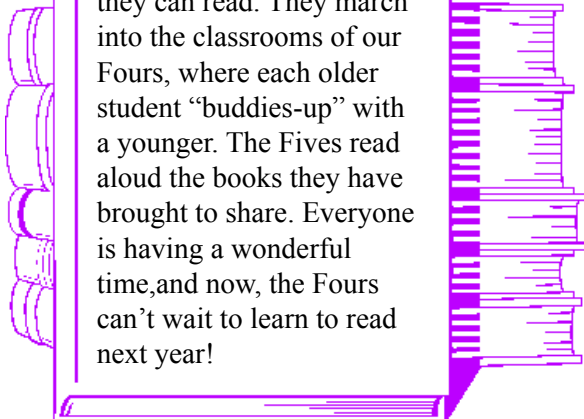 they can read. They march
into the classrooms of our
Fours, where each older
student “buddies-up” with
a younger. The Fives read
aloud the books they have
brought to share. Everyone
is having a wonderful
time,and now, the Fours
can’t wait to learn to read
next year!